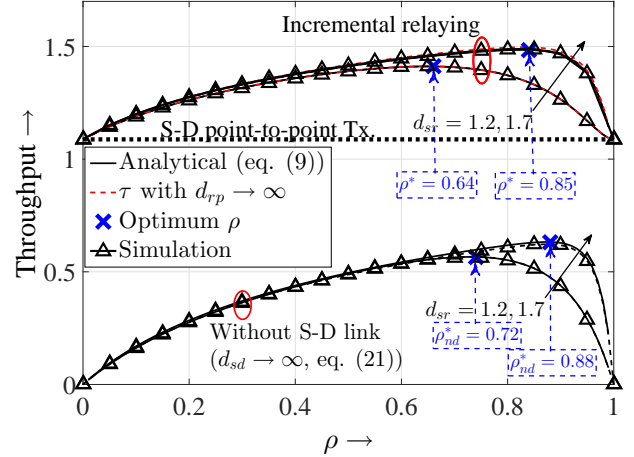 Incremental relaying
1.5
d_sr = 1.2, 1.7
S-D point-to-point Tx.
1
Analytical (eq. (9))
τ with d_rp → ∞
Optimum ρ
Simulation
ρ* = 0.64
ρ* = 0.85
Throughput →
0.5
d_sr = 1.2, 1.7
Without S-D link
(d_sd → ∞, eq. (21))
ρ*_nd = 0.72
ρ*_nd = 0.88
0
0 0.2 0.4 0.6 0.8 1
ρ →